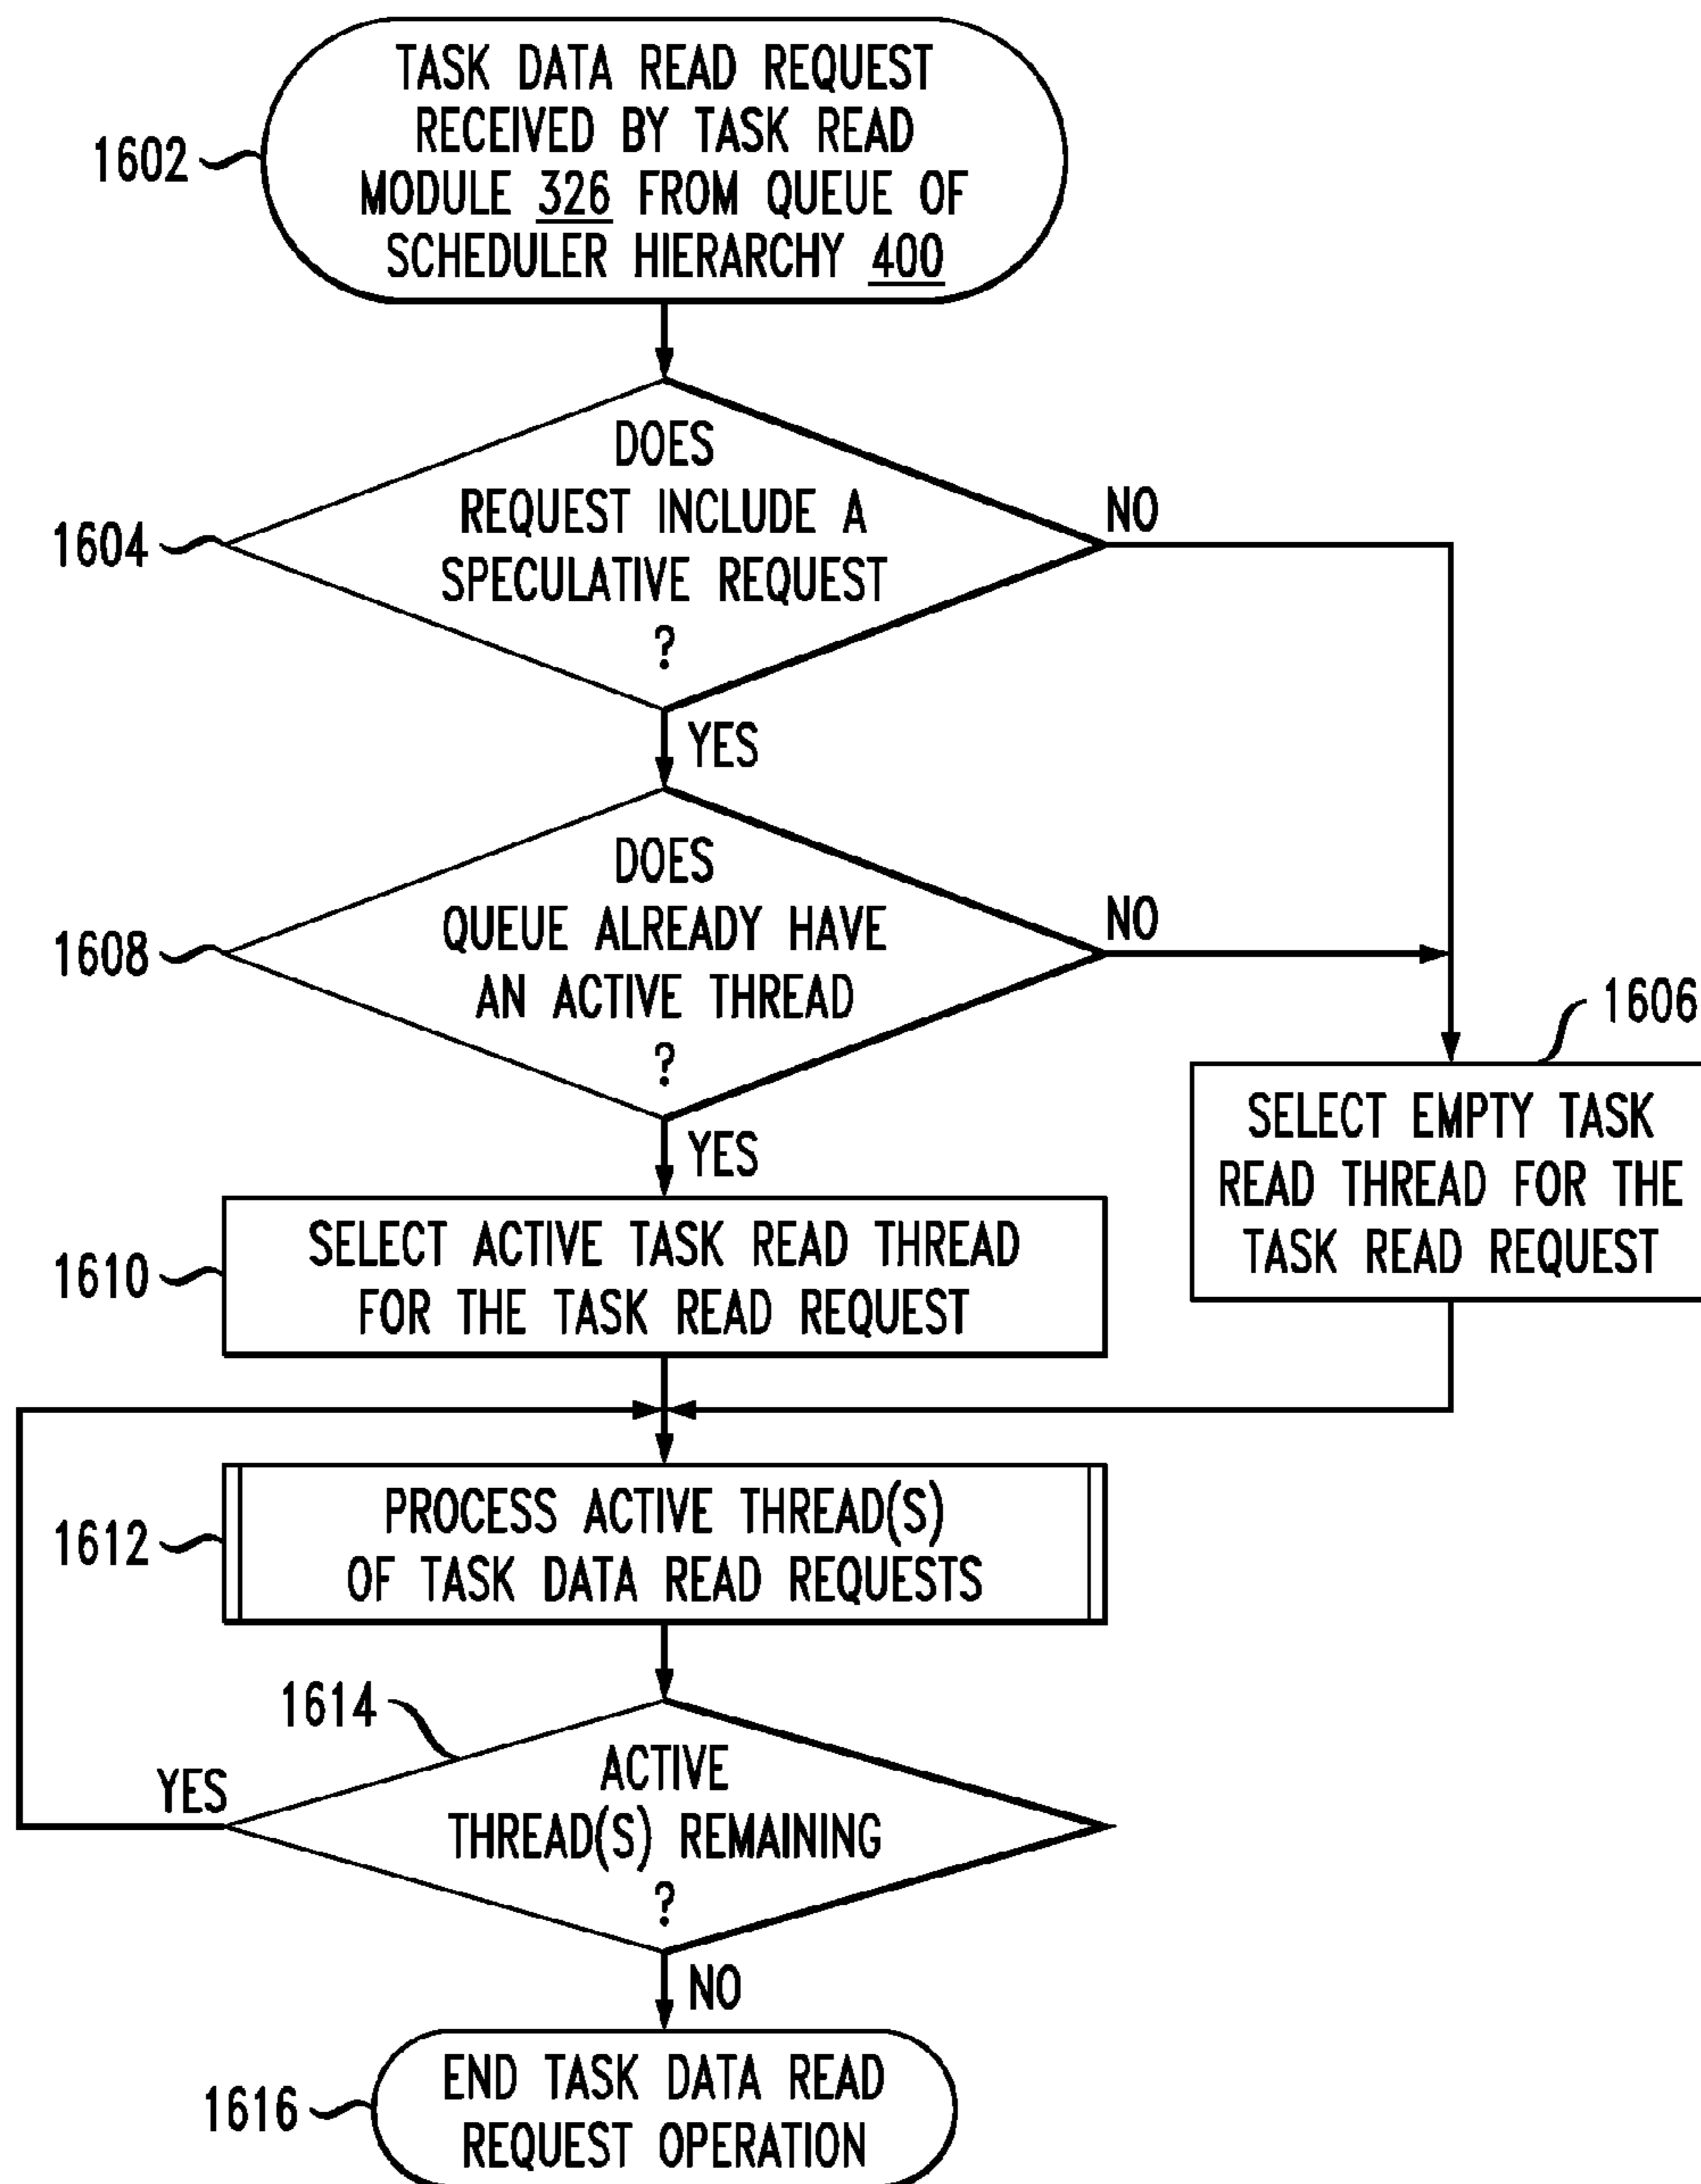 TASK DATA READ REQUEST
RECEIVED BY TASK READ
MODULE 326 FROM QUEUE OF
SCHEDULER HIERARCHY 400
1602
DOES
REQUEST INCLUDE A
SPECULATIVE REQUEST
?
1604
NO
YES
DOES
QUEUE ALREADY HAVE
AN ACTIVE THREAD
?
1608
NO
YES
1606
SELECT EMPTY TASK
READ THREAD FOR THE
TASK READ REQUEST
SELECT ACTIVE TASK READ THREAD
FOR THE TASK READ REQUEST
1610
PROCESS ACTIVE THREAD(S)
OF TASK DATA READ REQUESTS
1612
1614
ACTIVE
THREAD(S) REMAINING
?
YES
NO
END TASK DATA READ
REQUEST OPERATION
1616